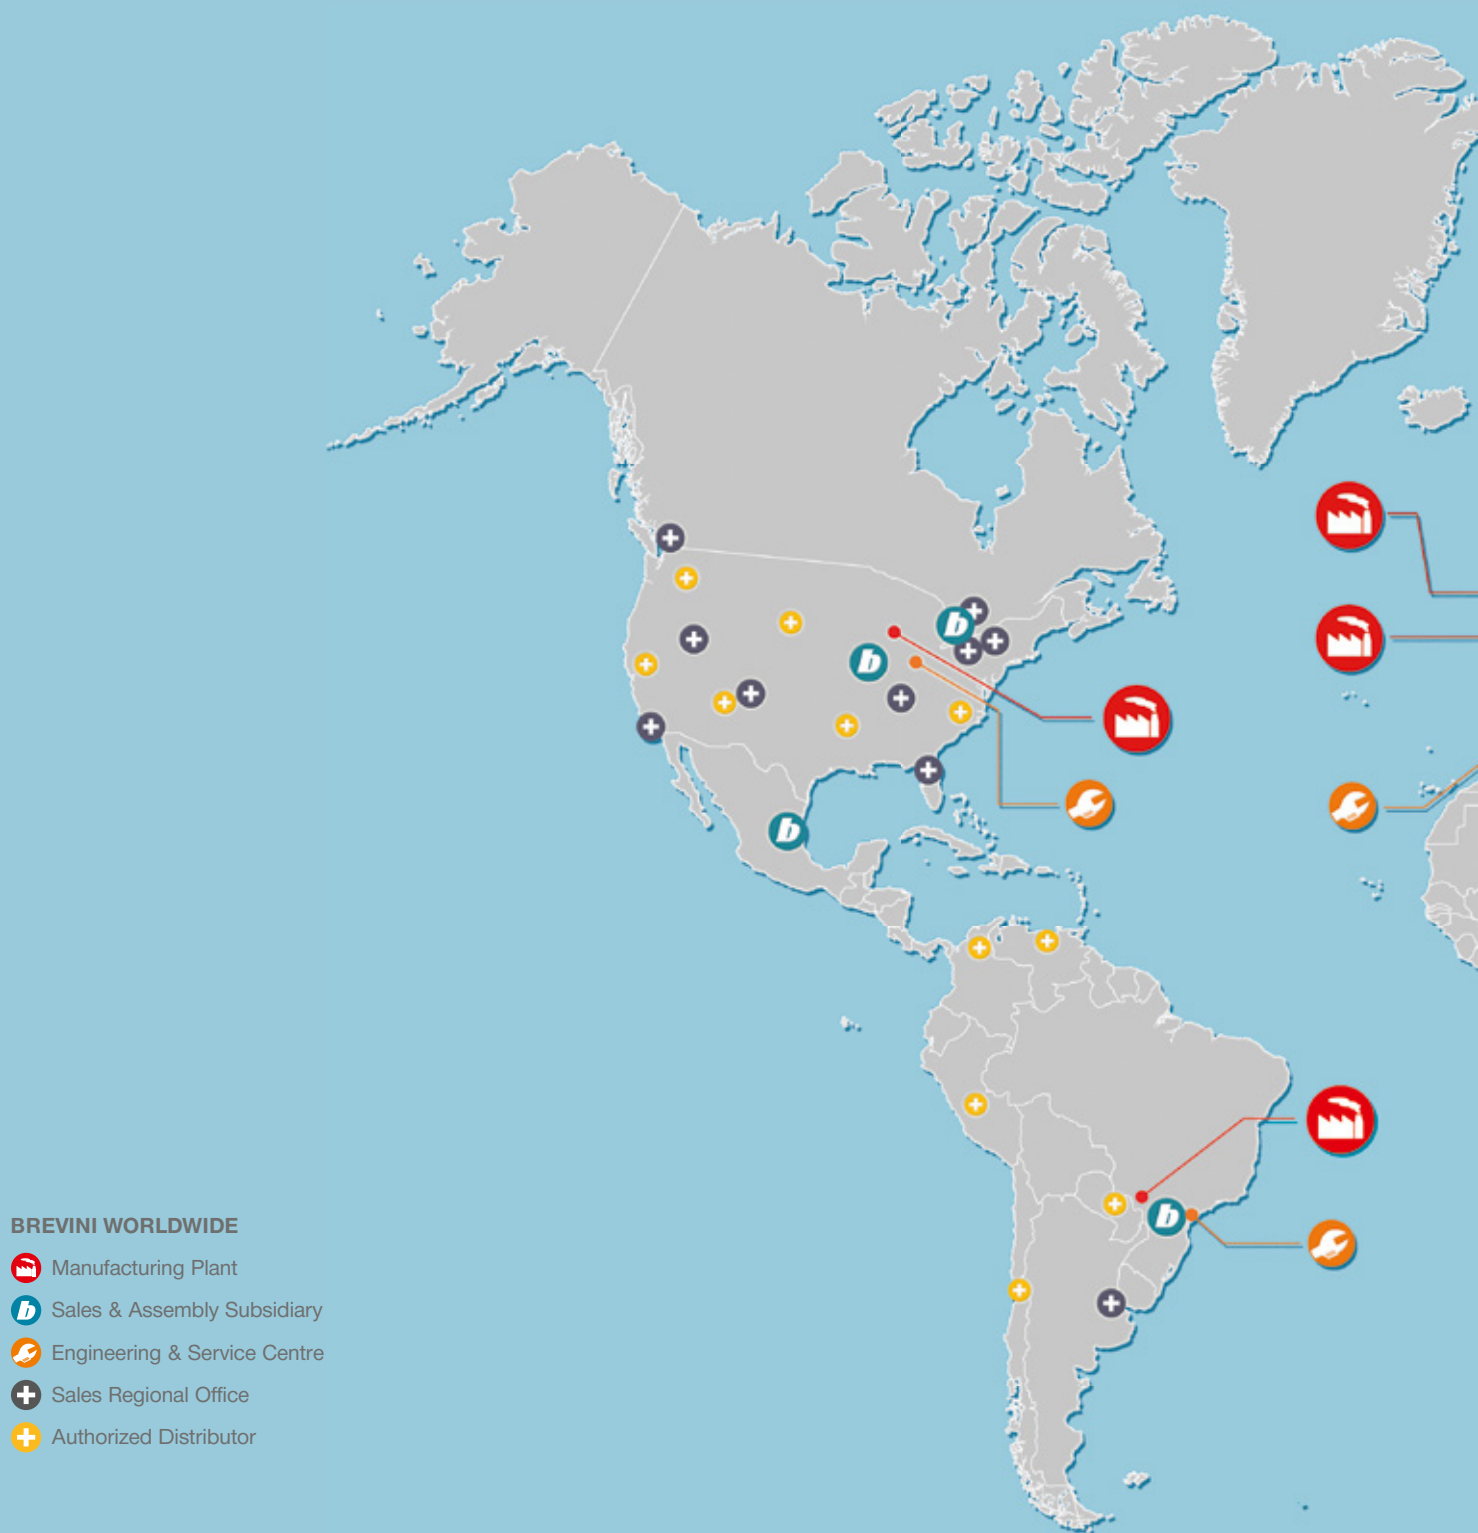 BREVINI WORLDWIDE
Manufacturing Plant
b Sales & Assembly Subsidiary
Engineering & Service Centre
Sales Regional Office
Authorized Distributor
b
b
b
b